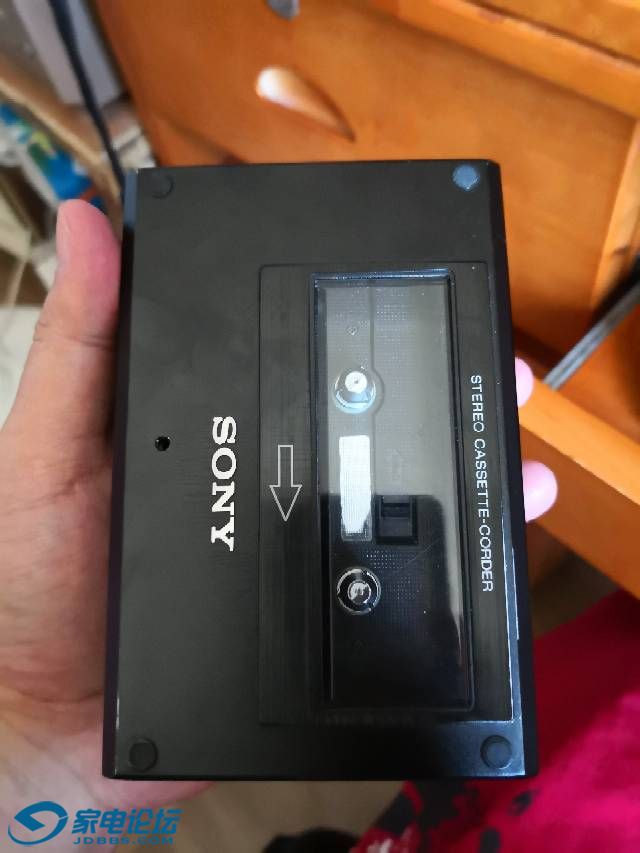 SONY
STEREO CASSETTE-CORDER
家电论坛
JDBBS.COM